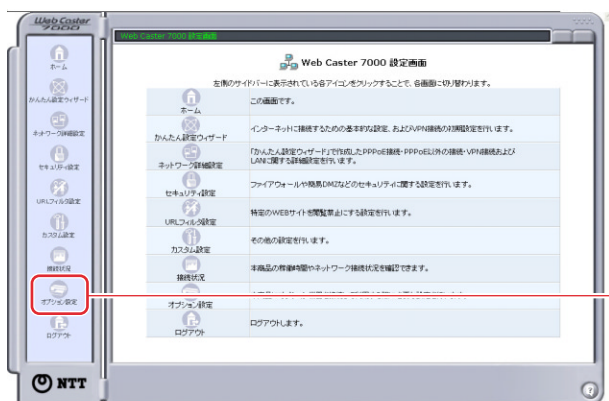 Web Caster
7000
Web Caster 7000 設定画面
ホーム
かんたん設定ウィザード
ネットワーク詳細設定
セキュリティ設定
URLフィルタ設定
カスタム設定
接続状況
オプション設定
ログアウト
NTT
Web Caster 7000 設定画面
左側のサイドバーに表示されている各アイコンをクリックすることで、各画面に切り替わります。
ホーム
この画面です。
かんたん設定ウィザード
インターネットに接続するための基本的な設定、およびVPN接続の初期設定を行います。
ネットワーク詳細設定
「かんたん設定ウィザード」で作成したPPPoE接続・PPPoE以外の接続・VPN接続および
LANに関する詳細設定を行います。
セキュリティ設定
ファイアウォールや簡易DMZなどのセキュリティに関する設定を行います。
URLフィルタ設定
特定のWEBサイトを閲覧禁止にする設定を行います。
カスタム設定
その他の設定を行います。
接続状況
本商品の稼働時間やネットワーク接続状況を確認できます。
オプション設定
ログアウト
ログアウトします。
?